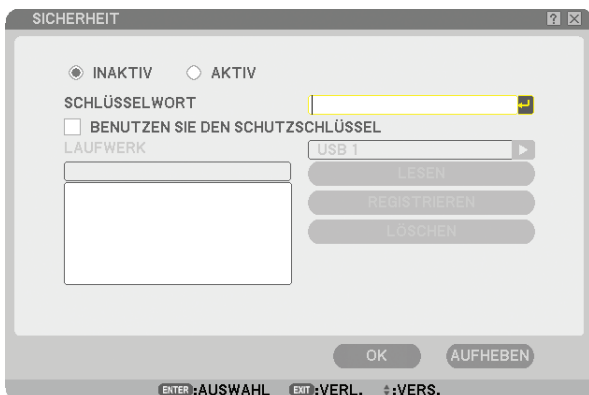 SICHERHEIT
INAKTIV AKTIV
SCHLÜSSELWORT
BENUTZEN SIE DEN SCHUTZSCHLÜSSEL
LAUFWERK USB 1
LESEN
REGISTRIEREN
LÖSCHEN
OK AUFHEBEN
ENTER :AUSWAHL EXIT :VERL. :VERS.